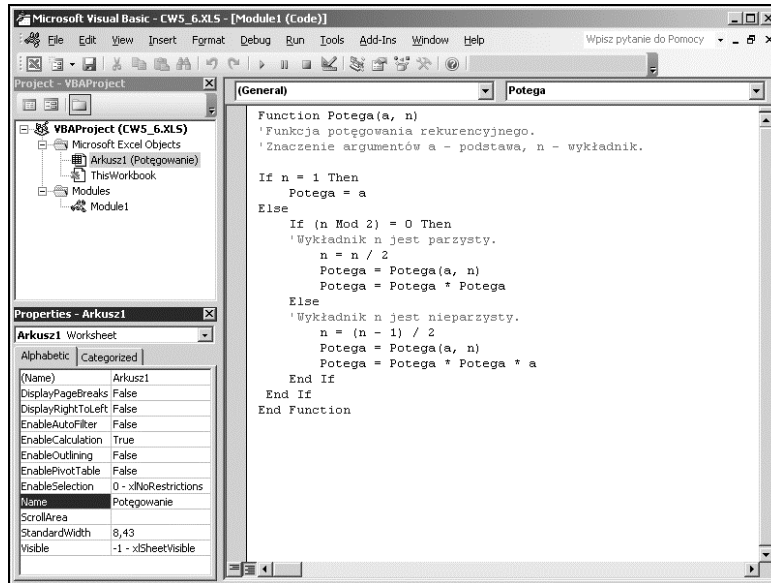 Microsoft Visual Basic - CW5_6.XLS - [Module1 (Code)]
File Edit View Insert Format Debug Run Tools Add-Ins Window Help
Wpisz pytanie do Pomocy
Project - VBAProject
VBAProject (CW5_6.XLS)
Microsoft Excel Objects
Arkusz1 (Potęgowanie)
ThisWorkbook
Modules
Module1
Properties - Arkusz1
Arkusz1 Worksheet
Alphabetic Categorized
(Name) Arkusz1
DisplayPageBreaks False
DisplayRightToLeft False
EnableAutoFilter False
EnableCalculation True
EnableOutlining False
EnablePivotTable False
EnableSelection 0 - xlNoRestrictions
Name Potęgowanie
ScrollArea
StandardWidth 8,43
Visible -1 - xlSheetVisible
(General) Potega
Function Potega(a, n)
'Funkcja potęgowania rekurencyjnego.
'Znaczenie argumentów a - podstawa, n - wykładnik.
If n = 1 Then
Potega = a
Else
If (n Mod 2) = 0 Then
'Wykładnik n jest parzysty.
n = n / 2
Potega = Potega(a, n)
Potega = Potega * Potega
Else
'Wykładnik n jest nieparzysty.
n = (n - 1) / 2
Potega = Potega(a, n)
Potega = Potega * Potega * a
End If
End If
End Function